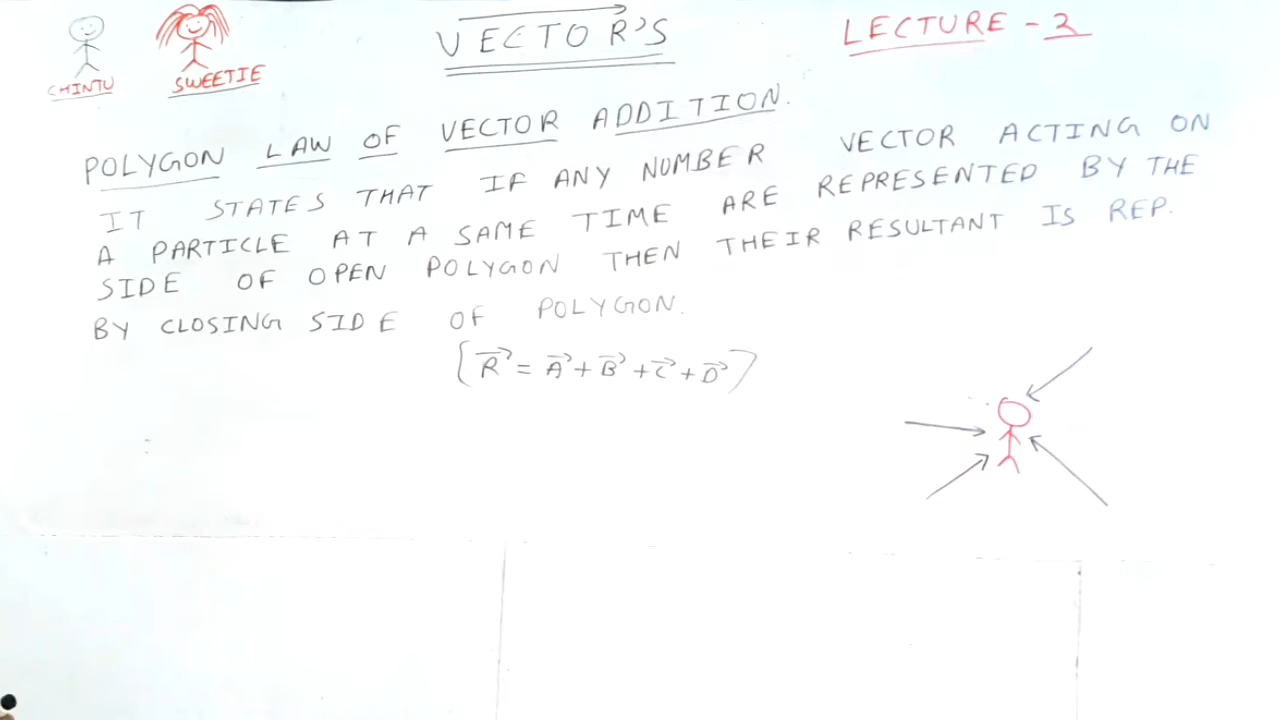 VECTOR'S
LECTURE - 3
CHINTU
SWEETIE
POLYGON LAW OF VECTOR ADDITION.
IT STATES THAT IF ANY NUMBER VECTOR ACTING ON
A PARTICLE AT A SAME TIME ARE REPRESENTED BY THE
SIDE OF OPEN POLYGON THEN THEIR RESULTANT IS REP.
BY CLOSING SIDE OF POLYGON.
(R⃗ = A⃗ + B⃗ + C⃗ + D⃗)